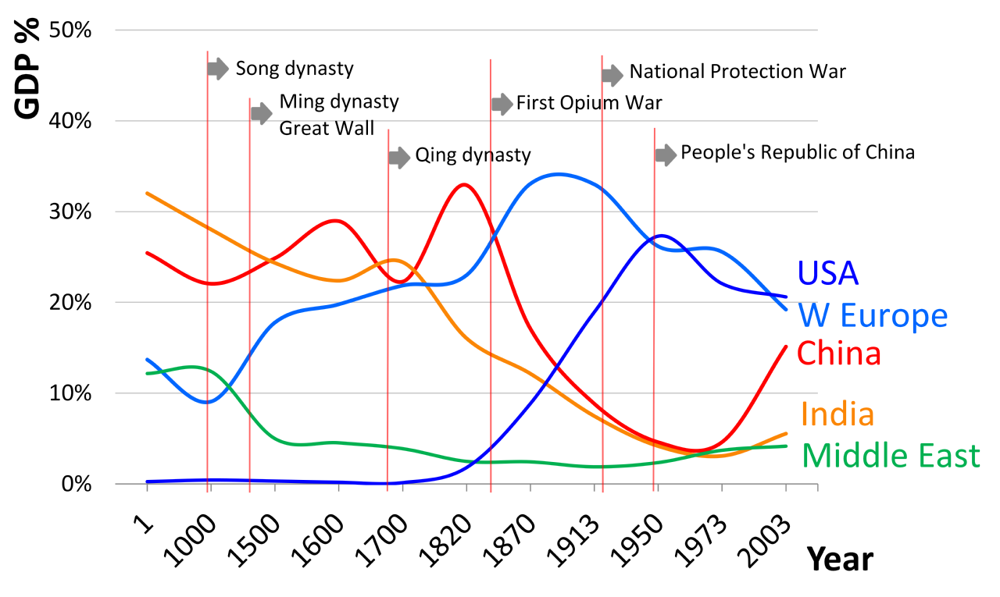 GDP %
50%
40%
30%
20%
10%
0%
Song dynasty
Ming dynasty
Great Wall
Qing dynasty
First Opium War
National Protection War
People's Republic of China
USA
W Europe
China
India
Middle East
1
1000
1500
1600
1700
1820
1870
1913
1950
1973
2003
Year